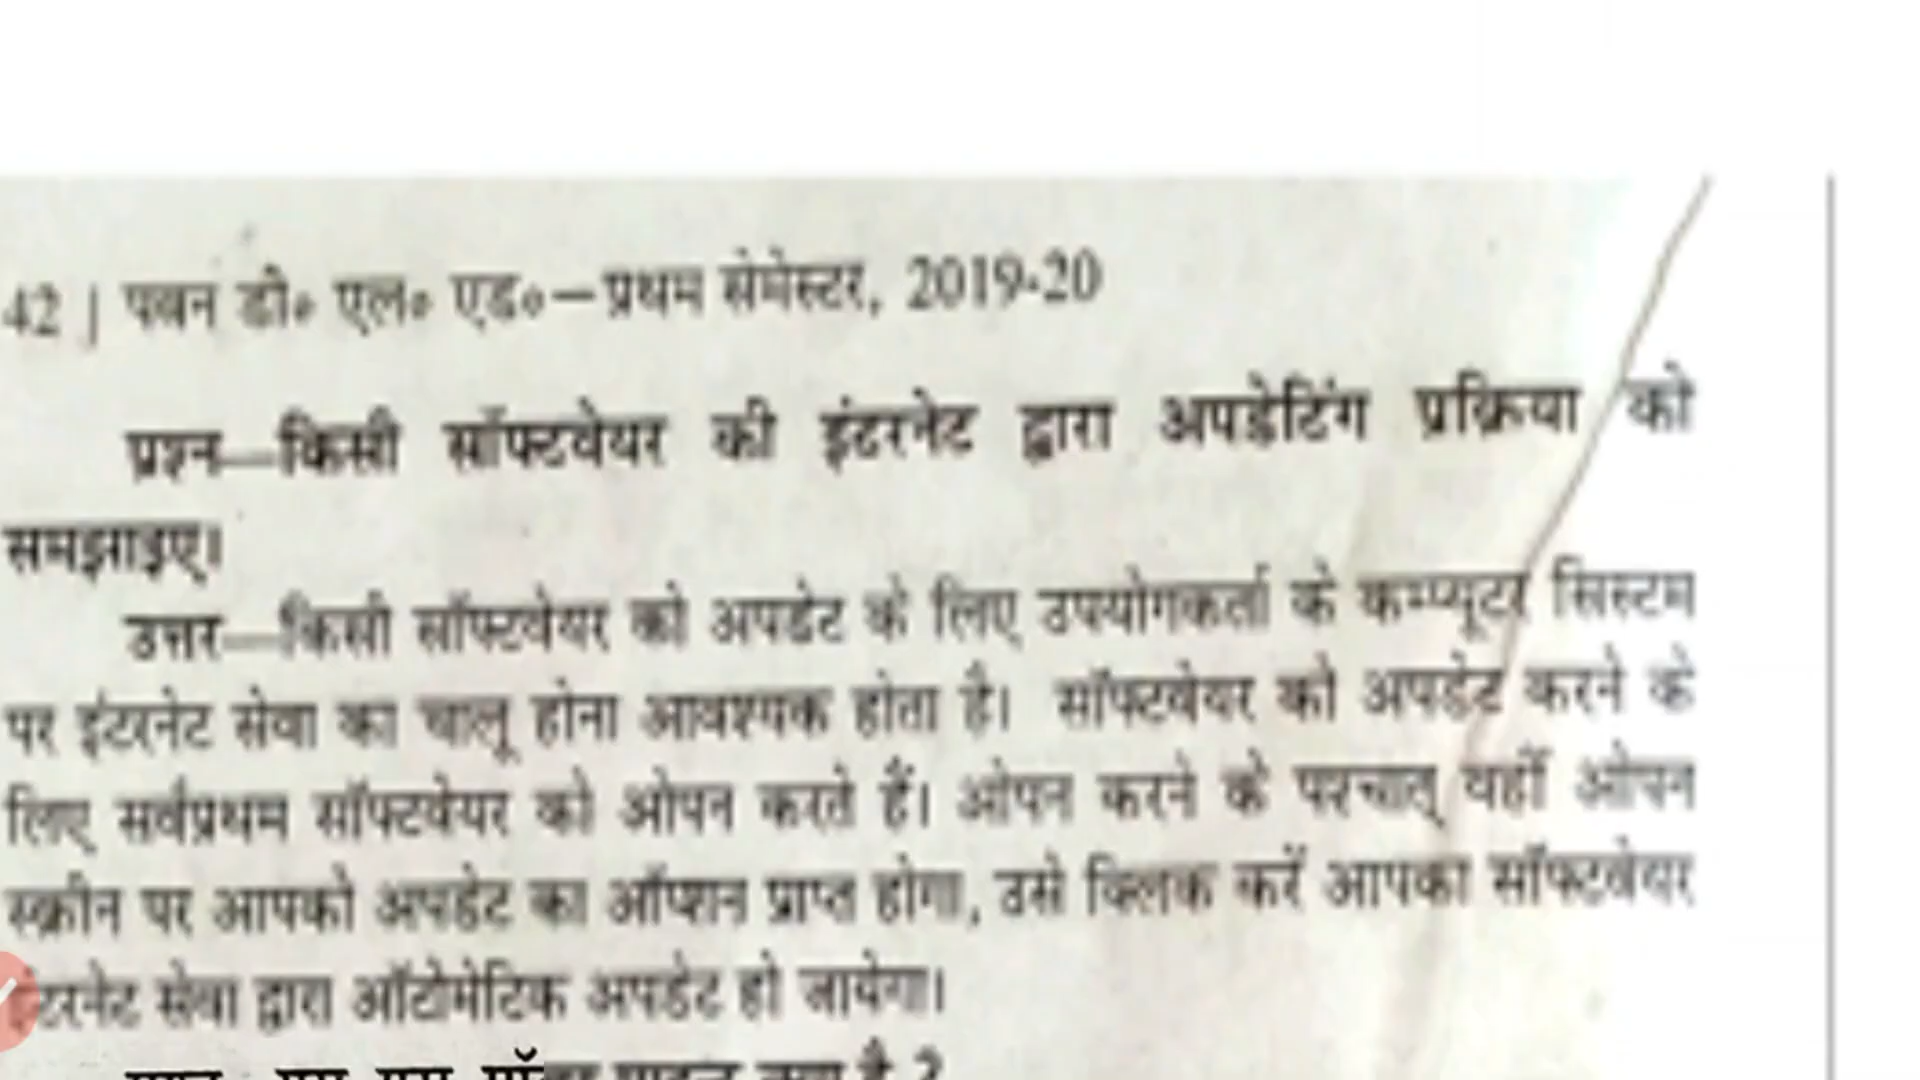 42 | पवन डी० एल० एड०—प्रथम सेमेस्टर, 2019-20
प्रश्न—किसी सॉफ्टवेयर की इंटरनेट द्वारा अपडेटिंग प्रक्रिया को
समझाइए।
उत्तर—किसी सॉफ्टवेयर को अपडेट के लिए उपयोगकर्ता के कम्प्यूटर सिस्टम
पर इंटरनेट सेवा का चालू होना आवश्यक होता है। सॉफ्टवेयर को अपडेट करने के
लिए सर्वप्रथम सॉफ्टवेयर को ओपन करते हैं। ओपन करने के पश्चात् वहाँ ओपन
स्क्रीन पर आपको अपडेट का ऑप्शन प्राप्त होगा, उसे क्लिक करें आपका सॉफ्टवेयर
इंटरनेट सेवा द्वारा ऑटोमेटिक अपडेट हो जायेगा।